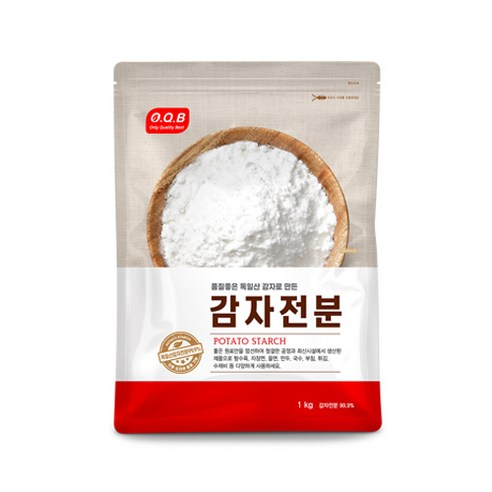 O.Q.B
Only Quality Best
품질좋은 독일산 감자로 만든
감자전분
POTATO STARCH
좋은 원료만을 엄선하여 청결한 공정과 최신시설에서 생산된
제품으로 탕수육, 자장면, 쫄면, 만두, 국수, 부침, 튀김,
수제비 등 다양하게 사용하세요.
1 kg 감자전분 99.9%